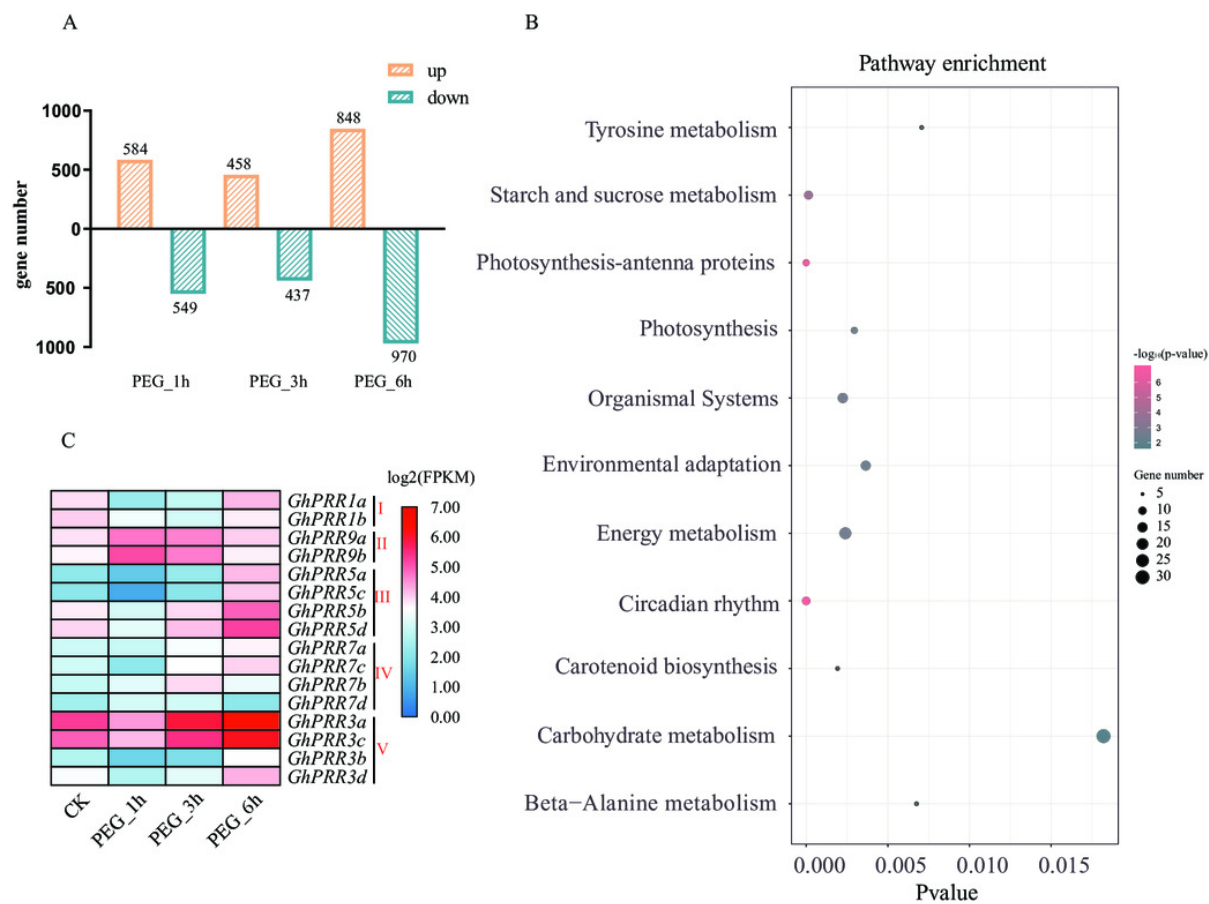 A
up
down
1000
500
0
500
1000
gene number
584
549
458
437
848
970
PEG_1h
PEG_3h
PEG_6h
B
Pathway enrichment
Tyrosine metabolism
Starch and sucrose metabolism
Photosynthesis-antenna proteins
Photosynthesis
Organismal Systems
Environmental adaptation
Energy metabolism
Circadian rhythm
Carotenoid biosynthesis
Carbohydrate metabolism
Beta−Alanine metabolism
0.000 0.005 0.010 0.015
Pvalue
-log₁₀(p-value)
6
5
4
3
2
Gene number
5
10
15
20
25
30
C
log2(FPKM)
7.00
6.00
5.00
4.00
3.00
2.00
1.00
0.00
GhPRR1a
GhPRR1b
GhPRR9a
GhPRR9b
GhPRR5a
GhPRR5c
GhPRR5b
GhPRR5d
GhPRR7a
GhPRR7c
GhPRR7b
GhPRR7d
GhPRR3a
GhPRR3c
GhPRR3b
GhPRR3d
I
II
III
IV
V
CK
PEG_1h
PEG_3h
PEG_6h